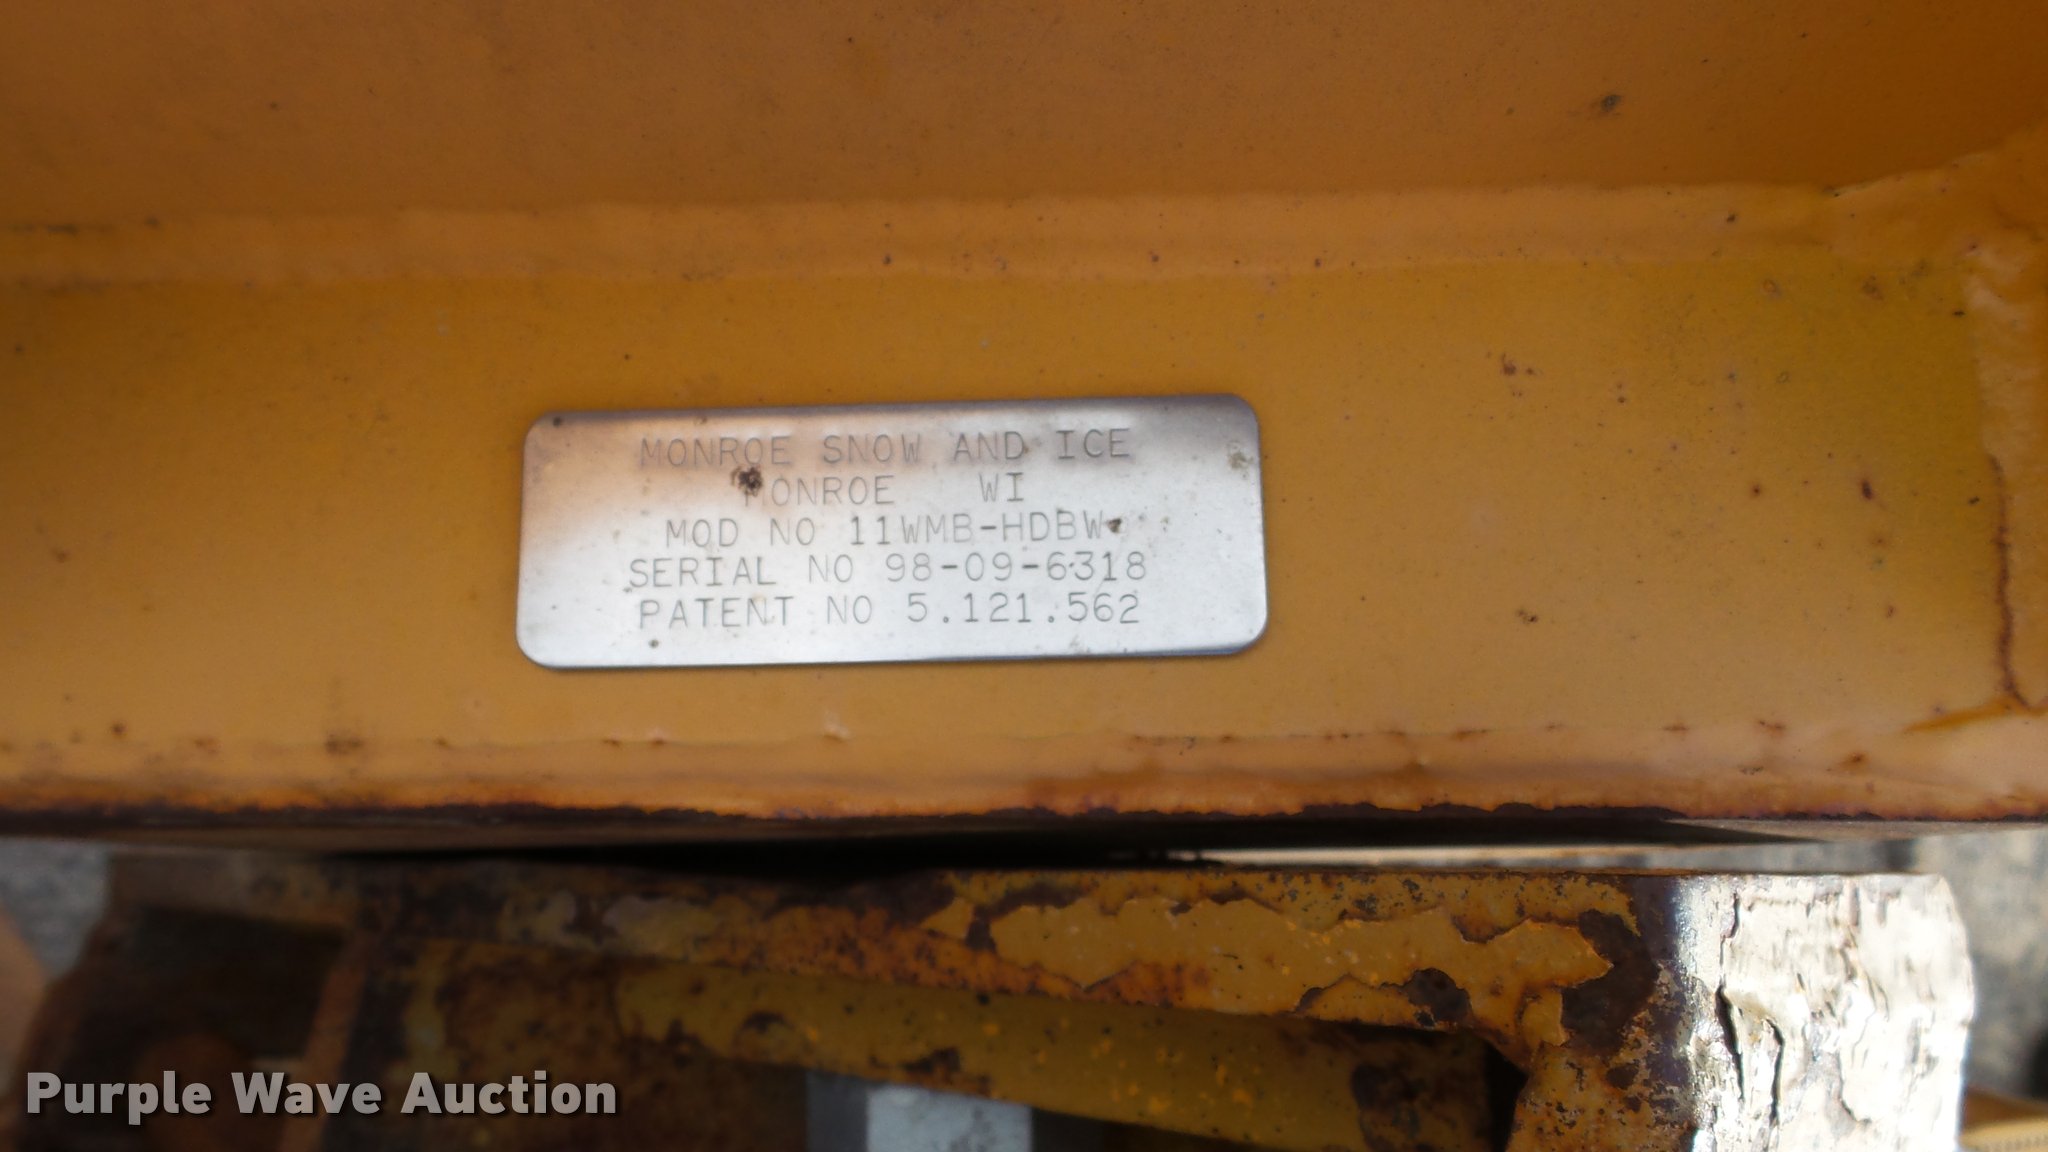 MONROE SNOW AND ICE
MONROE WI
MOD NO 11WMB-HDBW
SERIAL NO 98-09-6318
PATENT NO 5.121.562
Purple Wave Auction